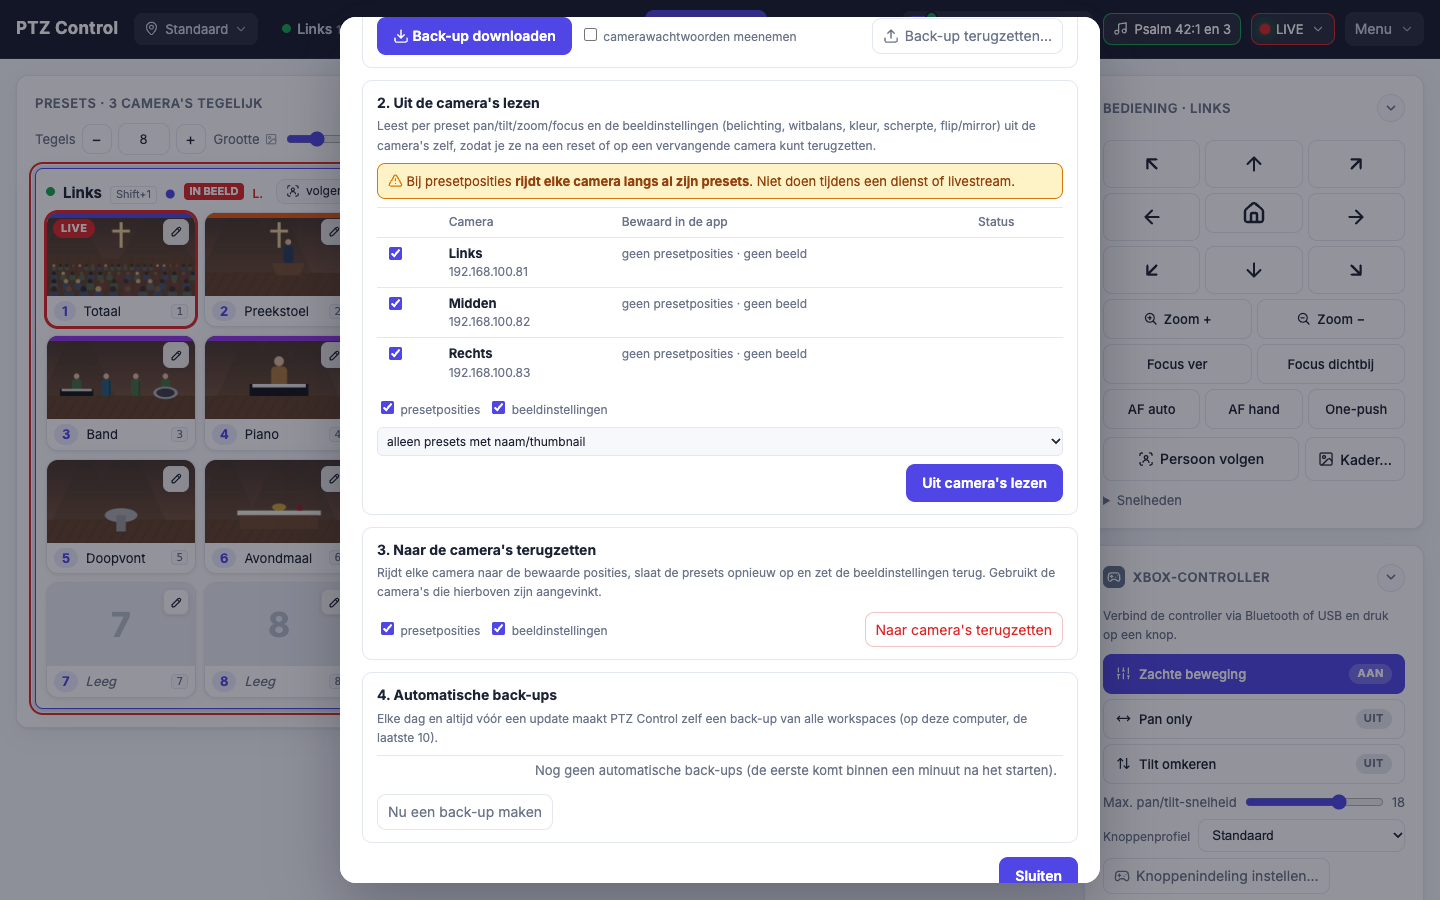 PTZ Control
Standaard
Links
Psalm 42:1 en 3
LIVE
Menu
PRESETS · 3 CAMERA'S TEGELIJK
Tegels
−
8
+
Grootte
Links
Shift+1
IN BEELD
L.
volger
LIVE
1 Totaal 1
2 Preekstoel 2
3 Band 3
4 Piano 4
5 Doopvont 5
6 Avondmaal 6
7
7 Leeg 7
8
8 Leeg 8
Back-up downloaden
camerawachtwoorden meenemen
Back-up terugzetten...
2. Uit de camera's lezen
Leest per preset pan/tilt/zoom/focus en de beeldinstellingen (belichting, witbalans, kleur, scherpte, flip/mirror) uit de
camera's zelf, zodat je ze na een reset of op een vervangende camera kunt terugzetten.
Bij presetposities rijdt elke camera langs al zijn presets. Niet doen tijdens een dienst of livestream.
Camera Bewaard in de app Status
Links geen presetposities · geen beeld
192.168.100.81
Midden geen presetposities · geen beeld
192.168.100.82
Rechts geen presetposities · geen beeld
192.168.100.83
presetposities beeldinstellingen
alleen presets met naam/thumbnail
Uit camera's lezen
3. Naar de camera's terugzetten
Rijdt elke camera naar de bewaarde posities, slaat de presets opnieuw op en zet de beeldinstellingen terug. Gebruikt de
camera's die hierboven zijn aangevinkt.
presetposities beeldinstellingen
Naar camera's terugzetten
4. Automatische back-ups
Elke dag en altijd vóór een update maakt PTZ Control zelf een back-up van alle workspaces (op deze computer, de
laatste 10).
Nog geen automatische back-ups (de eerste komt binnen een minuut na het starten).
Nu een back-up maken
Sluiten
BEDIENING · LINKS
Zoom +
Zoom −
Focus ver
Focus dichtbij
AF auto
AF hand
One-push
Persoon volgen
Kader...
Snelheden
XBOX-CONTROLLER
Verbind de controller via Bluetooth of USB en druk
op een knop.
Zachte beweging AAN
Pan only UIT
Tilt omkeren UIT
Max. pan/tilt-snelheid 18
Knoppenprofiel Standaard
Knoppenindeling instellen...